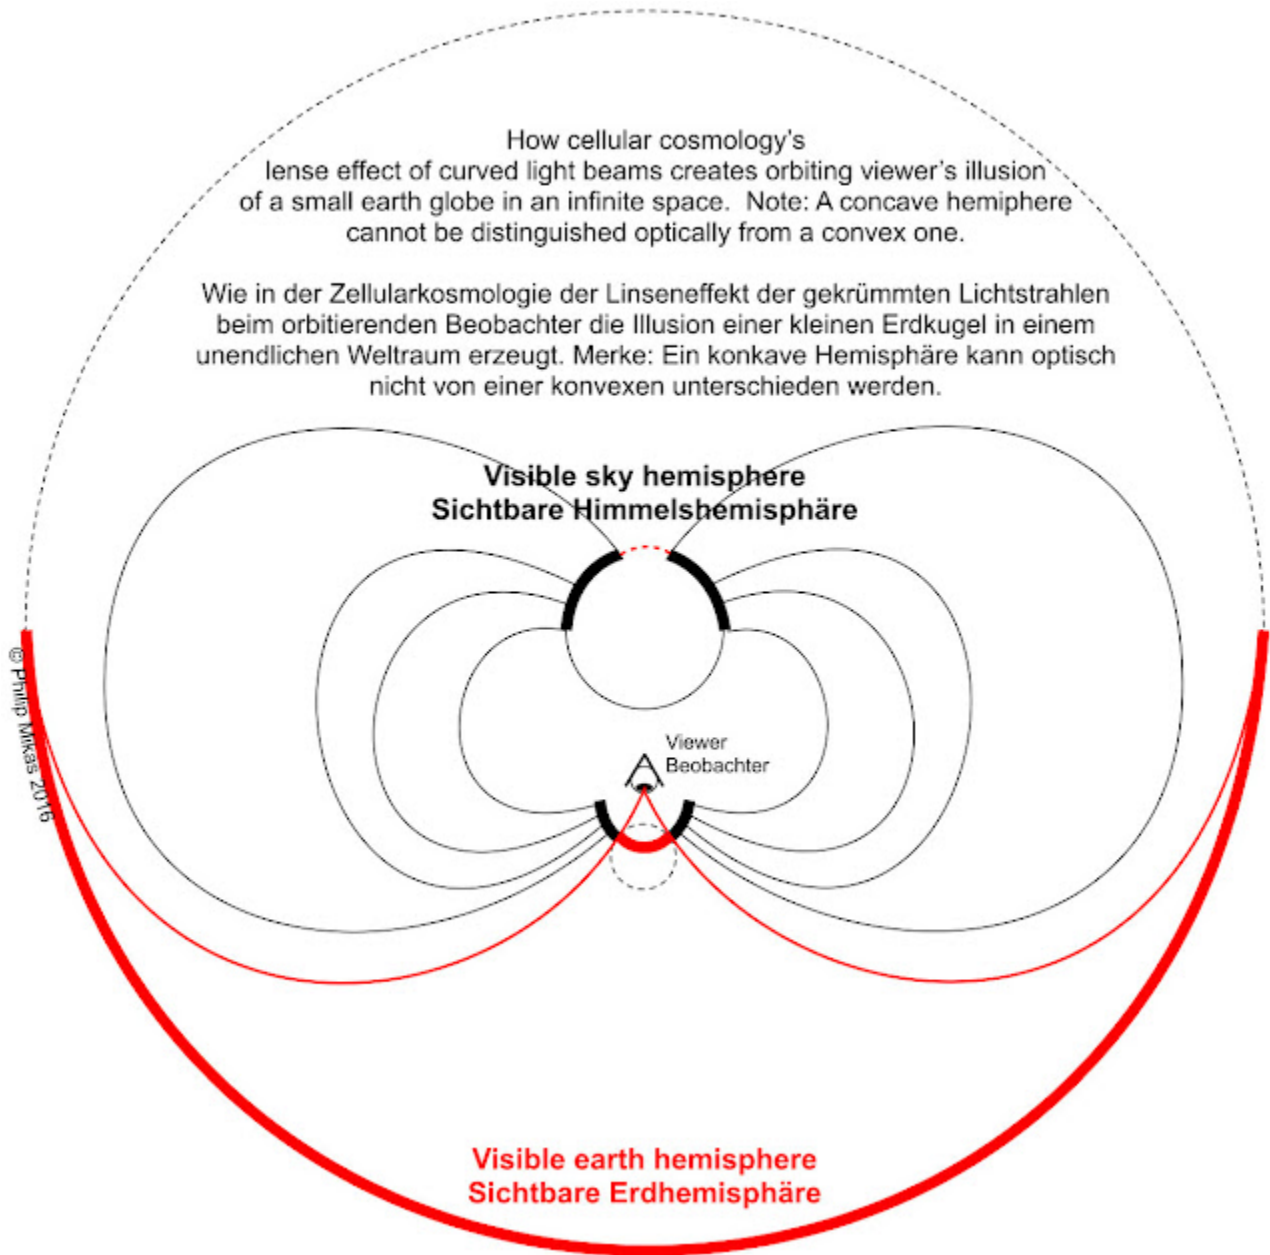 How cellular cosmology's
lense effect of curved light beams creates orbiting viewer's illusion
of a small earth globe in an infinite space.  Note: A concave hemiphere
cannot be distinguished optically from a convex one.
Wie in der Zellularkosmologie der Linseneffekt der gekrümmten Lichtstrahlen
beim orbitierenden Beobachter die Illusion einer kleinen Erdkugel in einem
unendlichen Weltraum erzeugt. Merke: Ein konkave Hemisphäre kann optisch
nicht von einer konvexen unterschieden werden.
Visible sky hemisphere
Sichtbare Himmelshemisphäre
© Philip Mikas 2016
Viewer
Beobachter
Visible earth hemisphere
Sichtbare Erdhemisphäre